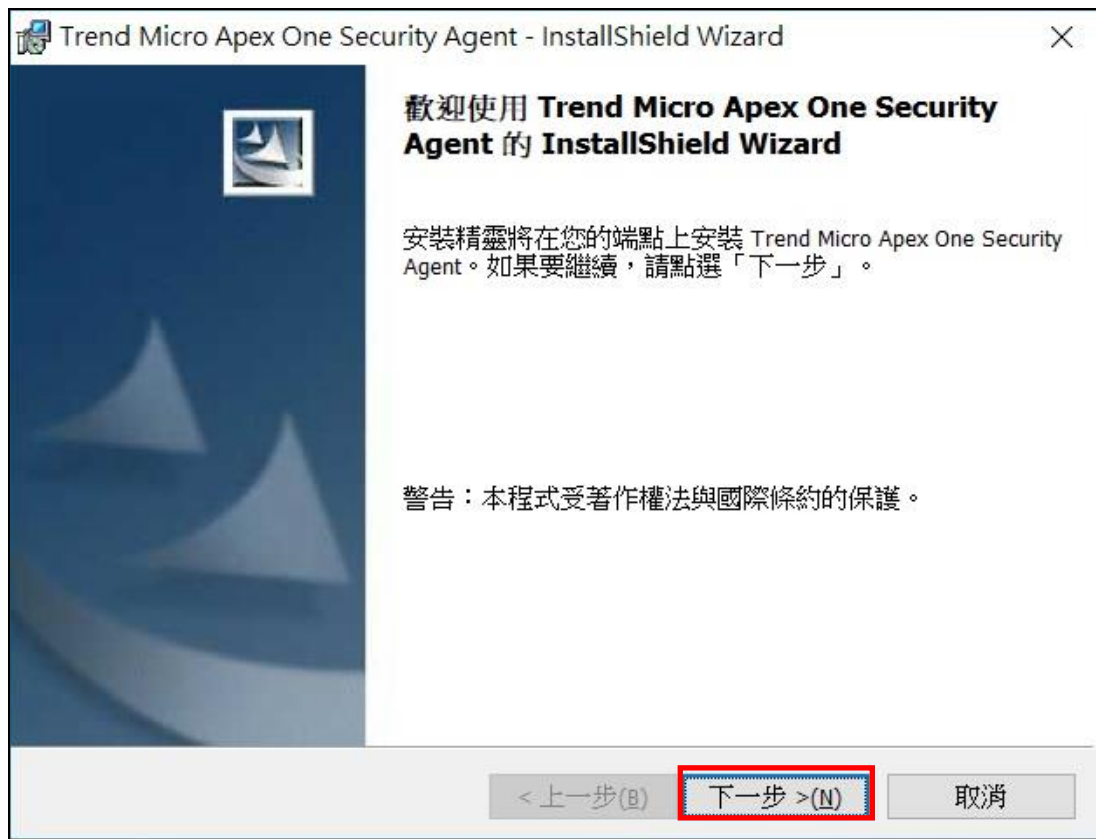 Trend Micro Apex One Security Agent - InstallShield Wizard
歡迎使用 Trend Micro Apex One Security
Agent 的 InstallShield Wizard
安裝精靈將在您的端點上安裝 Trend Micro Apex One Security
Agent。如果要繼續，請點選「下一步」。
警告：本程式受著作權法與國際條約的保護。
< 上一步(B)
下一步 >(N)
取消